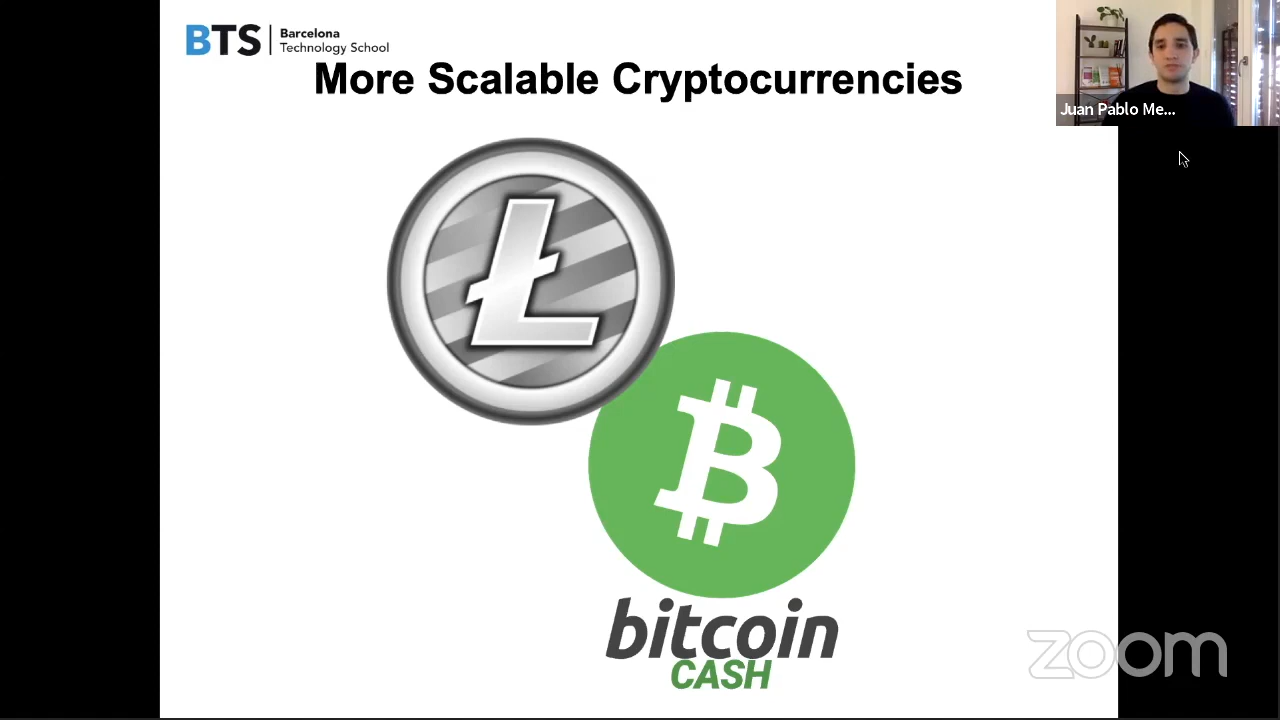 BTS
Barcelona
Technology School
More Scalable Cryptocurrencies
Juan Pablo Me...
Ł
bitcoin
CASH
zoom